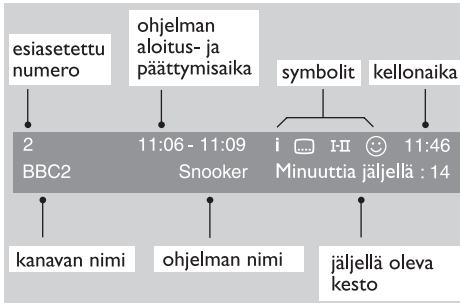 esiasetettu
numero
ohjelman
aloitus- ja
päättymisaika
symbolit
kellonaika
2 11:06 - 11:09 i I-II 11:46
BBC2 Snooker Minuuttia jäljellä : 14
kanavan nimi
ohjelman nimi
jäljellä oleva
kesto